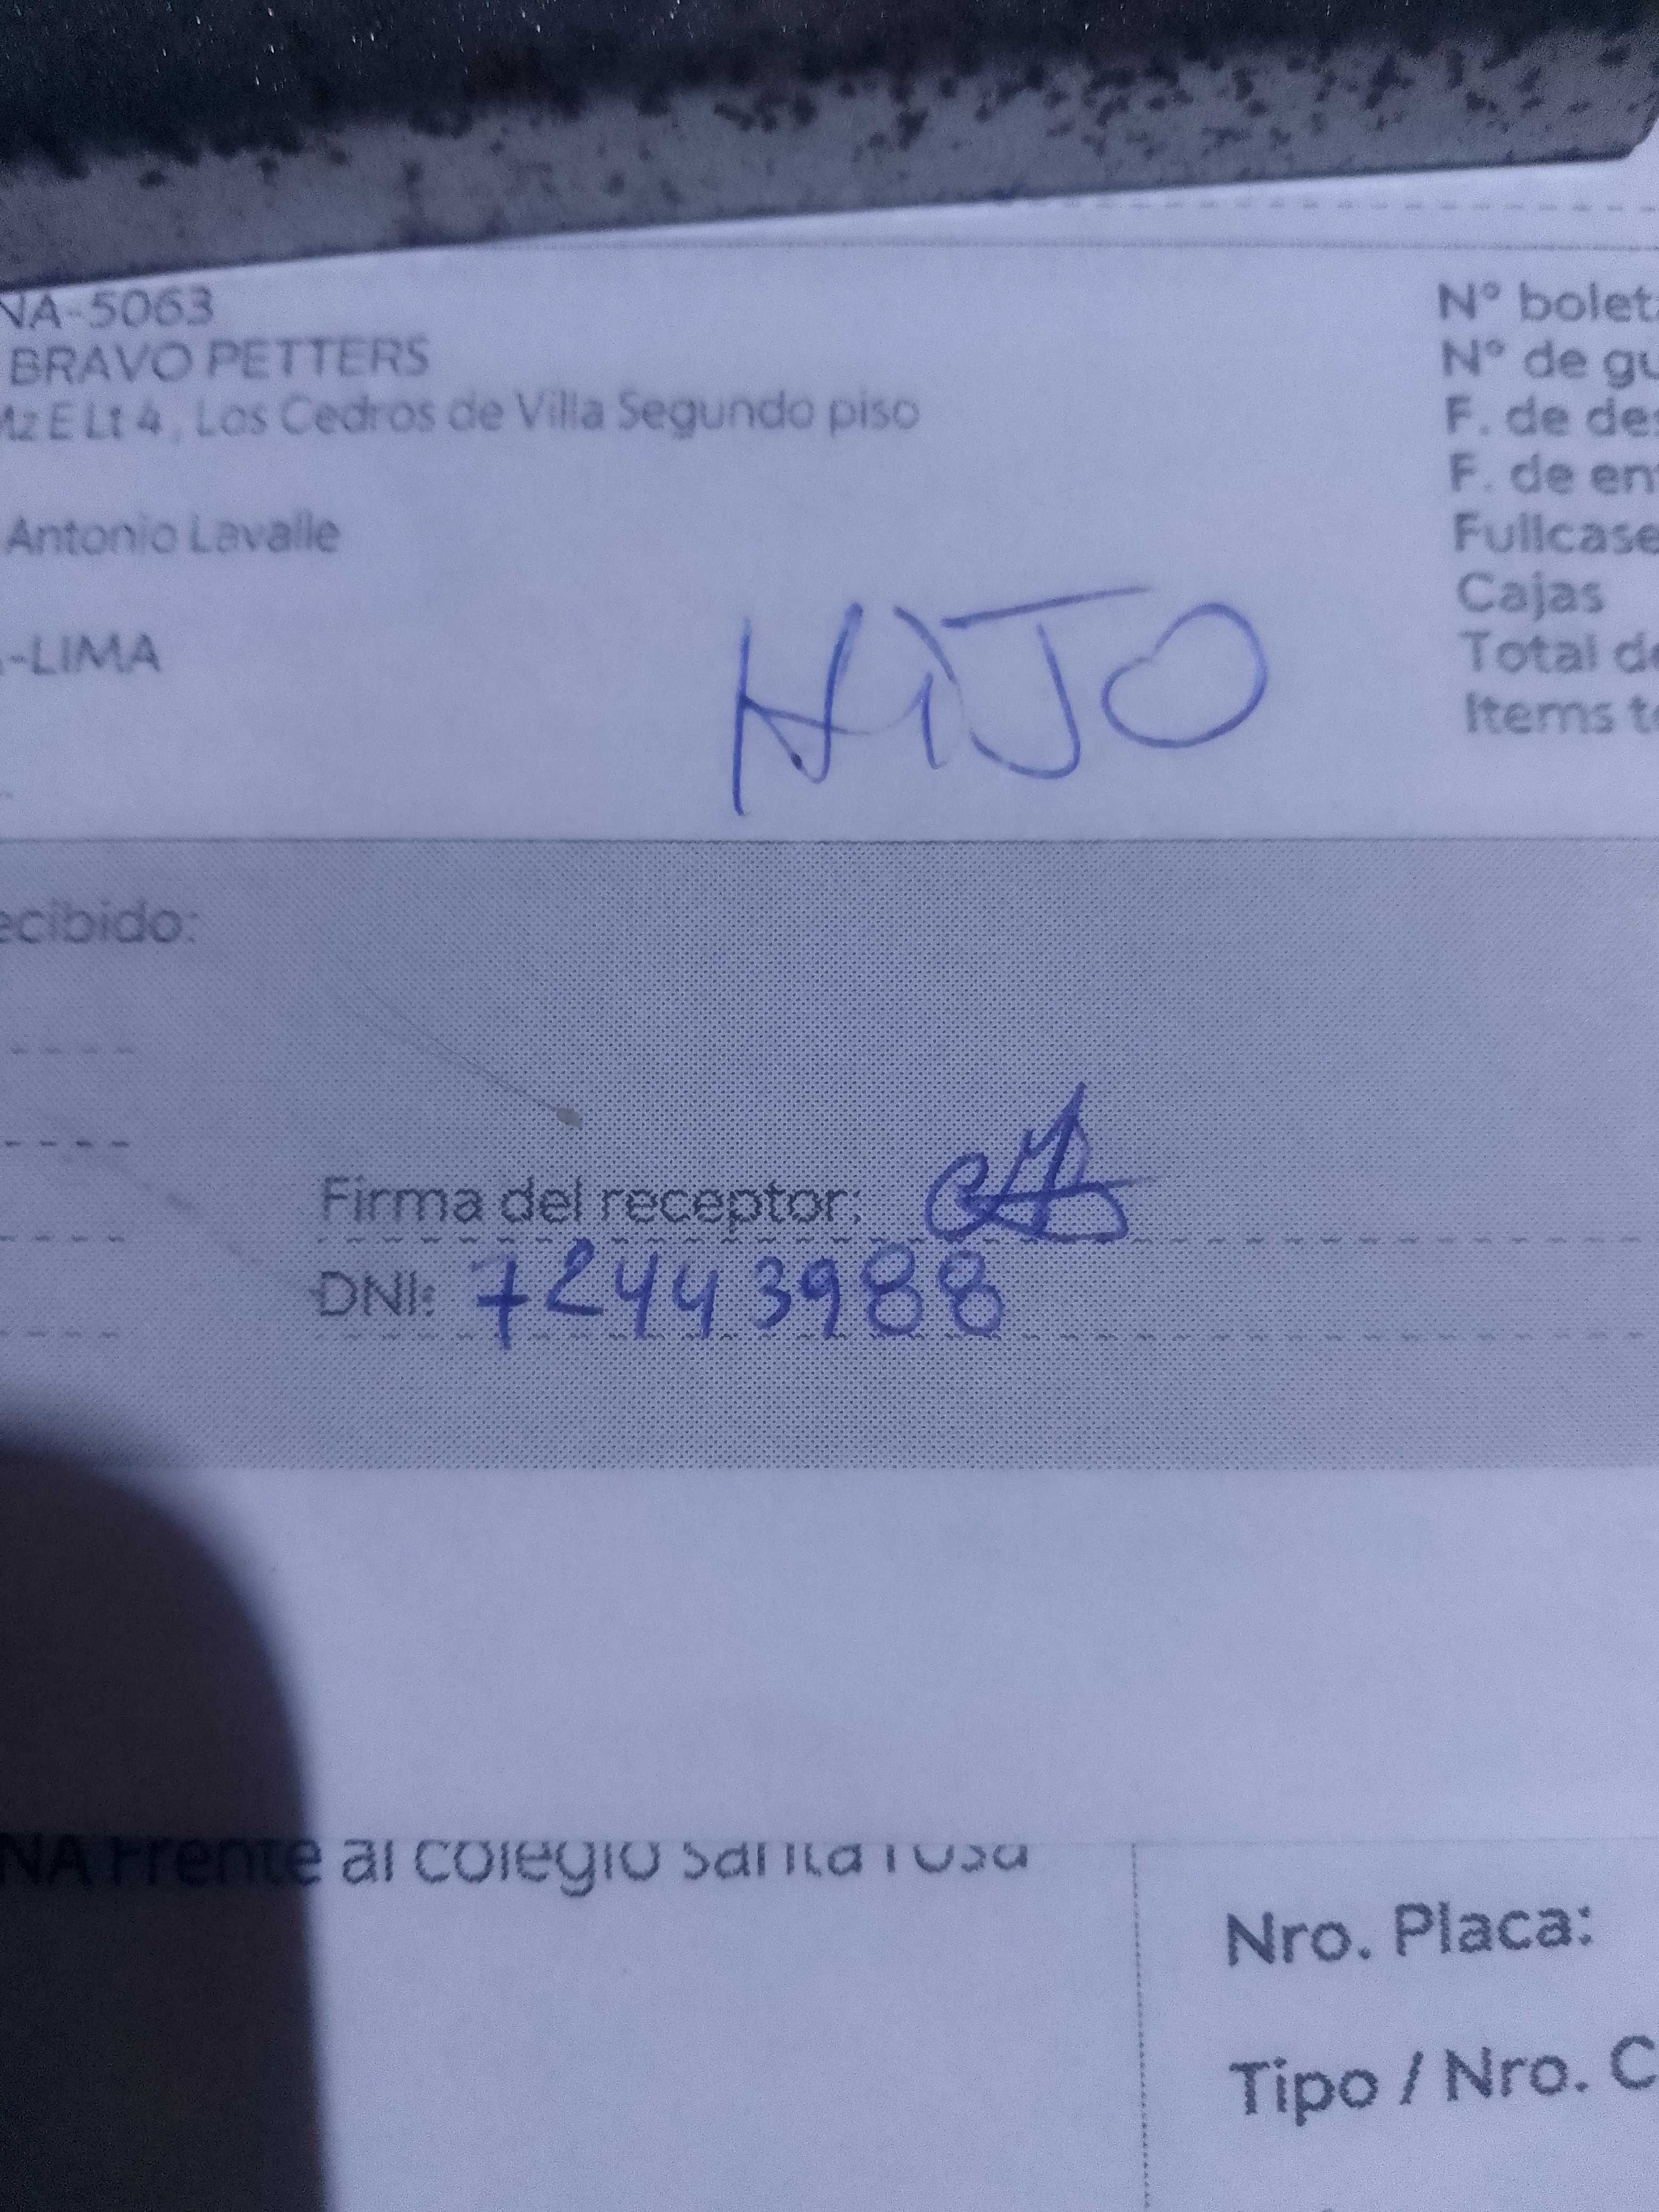 NA-5063
BRAVO PETTERS
Mz E Lt 4 , Los Cedros de Villa Segundo piso
Antonio Lavalle
-LIMA
N° bolet
N° de gu
F. de des
F. de en
Fullcase
Cajas
Total de
Items to
HiJO
ecibido:
Firma del receptor:
DNI: 72443988
NA Frente al colegio Santa rosa
Nro. Placa:
Tipo / Nro. C